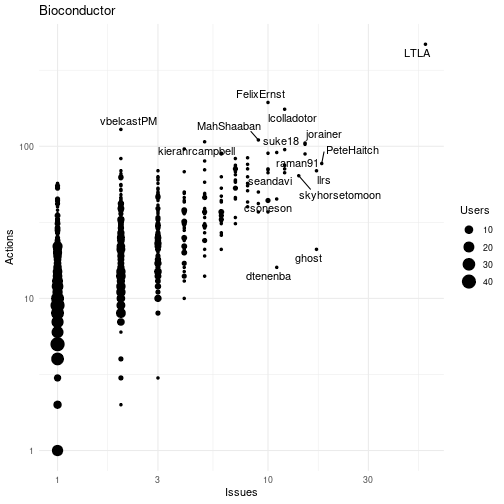 Bioconductor
LTLA
FelixErnst
lcolladotor
vbelcastPM
MahShaaban
jorainer
suke18
PeteHaitch
kieranrcampbell
raman91
llrs
seandavi
skyhorsetomoon
csoneson
ghost
dtenenba
100
10
1
Actions
1
3
10
30
Issues
Users
10
20
30
40